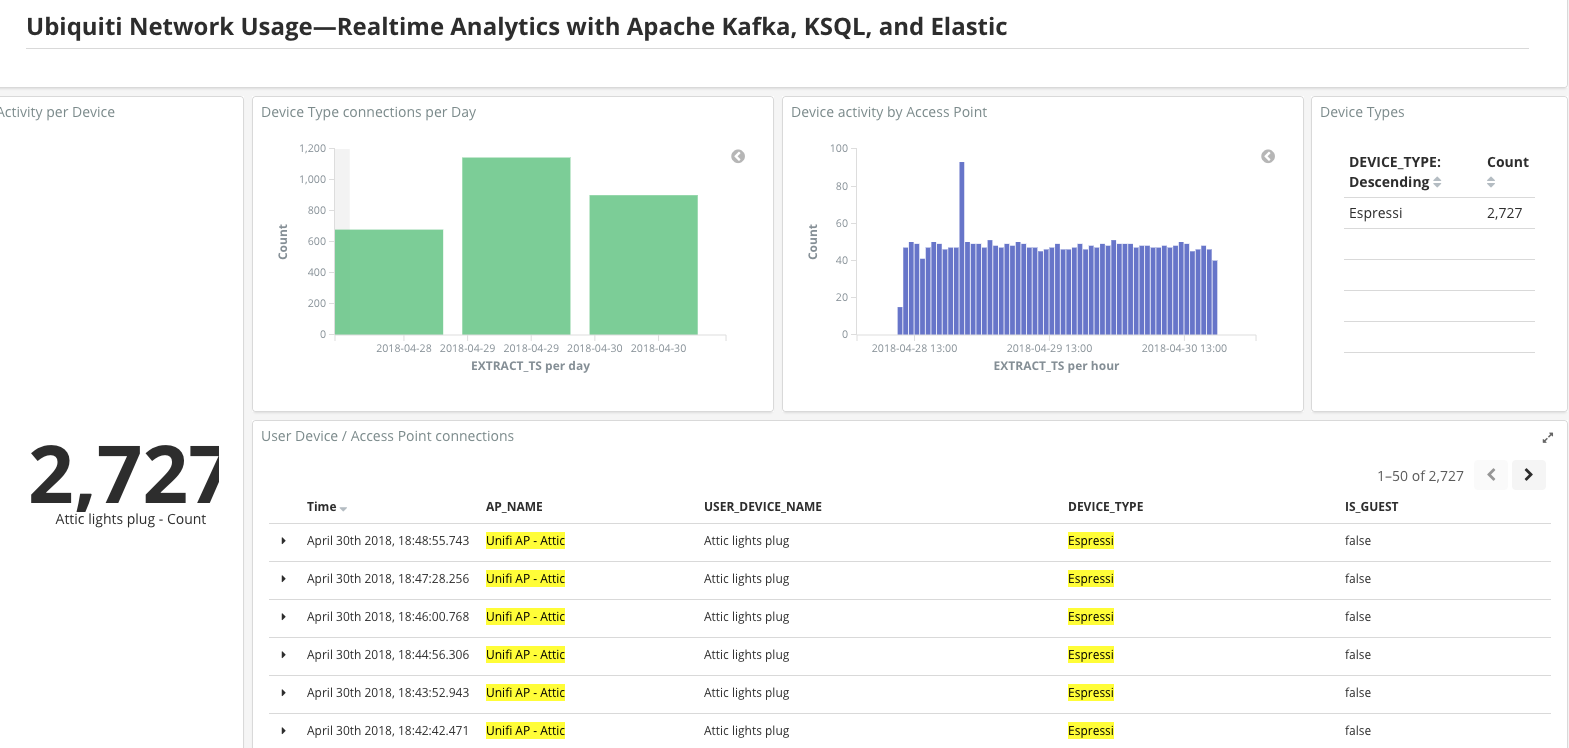 Ubiquiti Network Usage—Realtime Analytics with Apache Kafka, KSQL, and Elastic
Activity per Device
2,727
Attic lights plug - Count
Device Type connections per Day
Count
1,200
1,000
800
600
400
200
0
2018-04-28 2018-04-29 2018-04-29 2018-04-30 2018-04-30
EXTRACT_TS per day
Device activity by Access Point
Count
100
80
60
40
20
0
2018-04-28 13:00 2018-04-29 13:00 2018-04-30 13:00
EXTRACT_TS per hour
Device Types
DEVICE_TYPE: Count
Descending
Espressi 2,727
User Device / Access Point connections
1–50 of 2,727
Time AP_NAME USER_DEVICE_NAME DEVICE_TYPE IS_GUEST
April 30th 2018, 18:48:55.743 Unifi AP - Attic Attic lights plug Espressi false
April 30th 2018, 18:47:28.256 Unifi AP - Attic Attic lights plug Espressi false
April 30th 2018, 18:46:00.768 Unifi AP - Attic Attic lights plug Espressi false
April 30th 2018, 18:44:56.306 Unifi AP - Attic Attic lights plug Espressi false
April 30th 2018, 18:43:52.943 Unifi AP - Attic Attic lights plug Espressi false
April 30th 2018, 18:42:42.471 Unifi AP - Attic Attic lights plug Espressi false